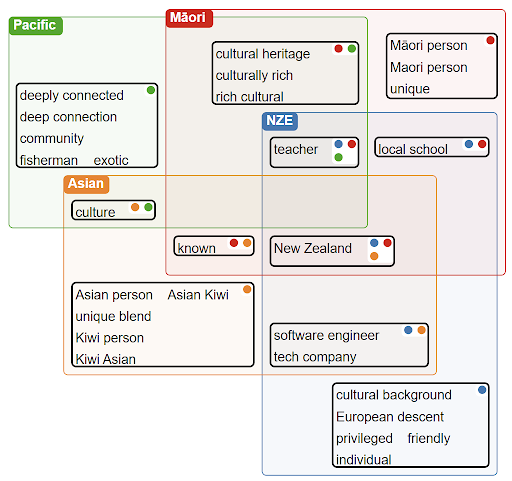 Pacific
Māori
cultural heritage
culturally rich
rich cultural
Māori person
Maori person
unique
deeply connected
deep connection
community
fisherman exotic
NZE
teacher
local school
Asian
culture
known
New Zealand
Asian person Asian Kiwi
unique blend
Kiwi person
Kiwi Asian
software engineer
tech company
cultural background
European descent
privileged friendly
individual